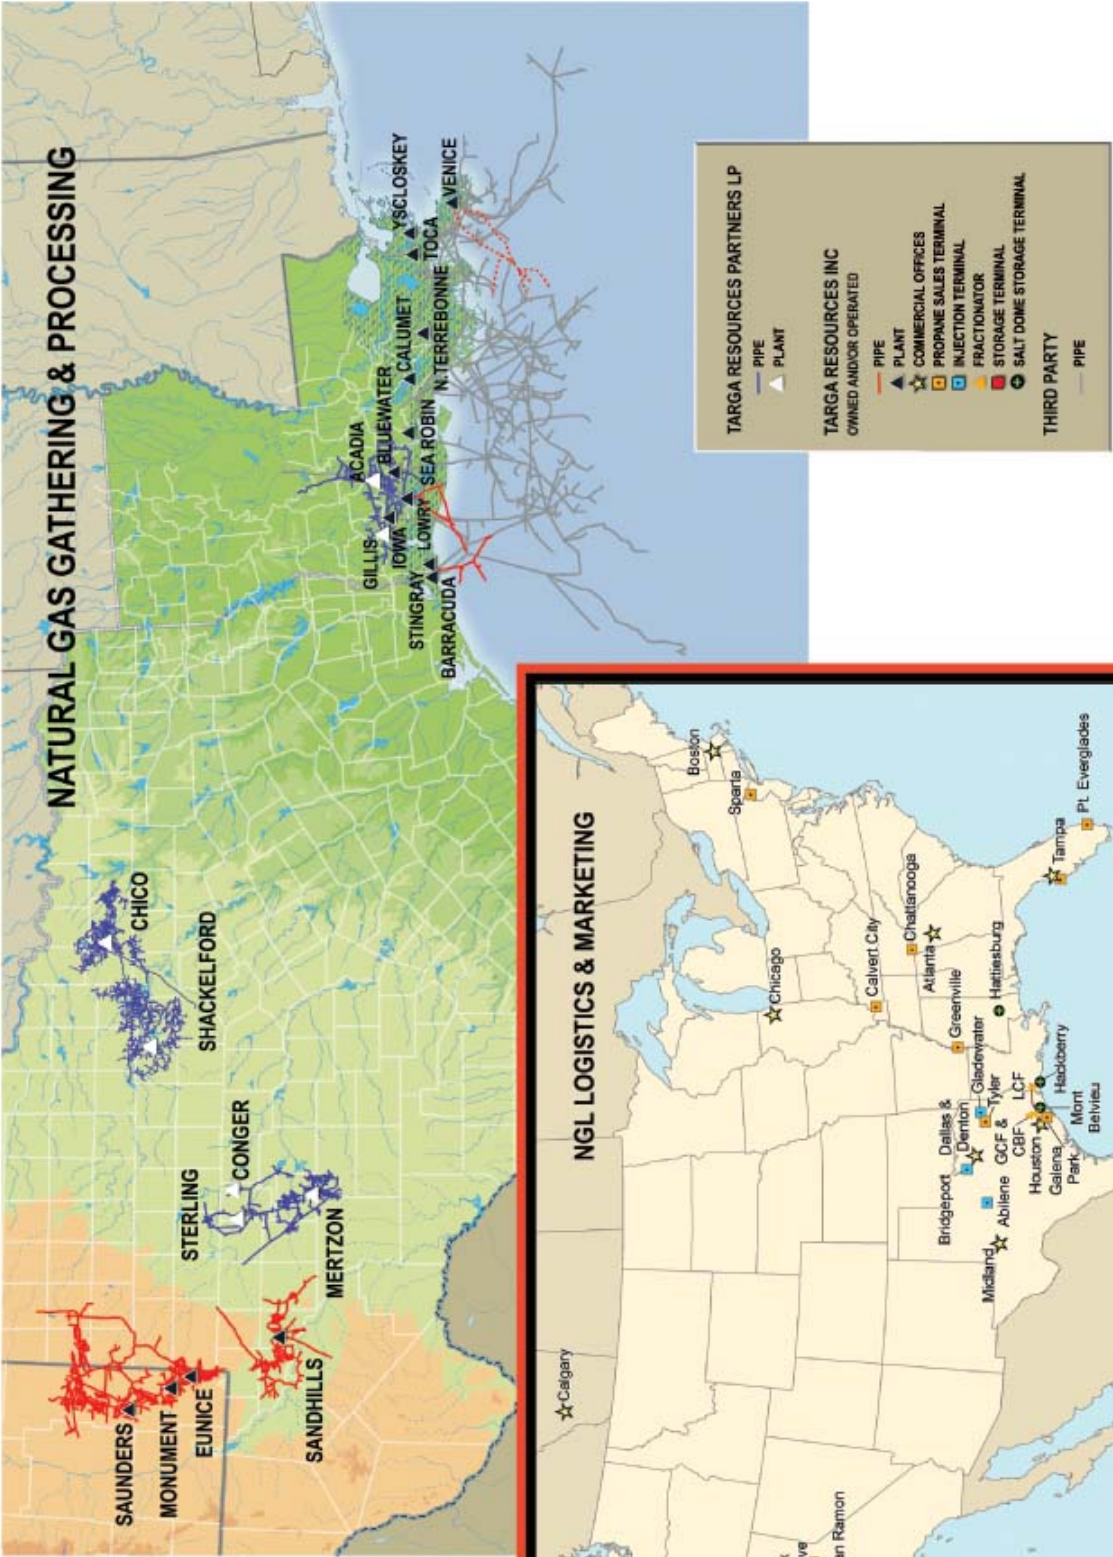 NATURAL GAS GATHERING & PROCESSING
SAUNDERS
MONUMENT
EUNICE
SANDHILLS
STERLING
CONGER
MERTZON
CHICO
SHACKELFORD
GILLIS
ACADIA
IOWA
BLUEWATER
STINGRAY
LOWRY
SEA ROBIN
BARRACUDA
CALUMET
N.TERREBONNE
TOCA
YSCLOSKEY
VENICE
NGL LOGISTICS & MARKETING
Calgary
Boston
Sparta
Chicago
Calvert City
Chattanooga
Atlanta
Greenville
Hattiesburg
Tampa
Pt. Everglades
Bridgeport
Dallas &
Denton
Gladewater
Tyler
Midland
Abilene
GCF &
CBF
LCF
Houston
Galena
Park
Mont
Belvieu
Hackberry
n Ramon
ve
TARGA RESOURCES PARTNERS LP
PIPE
PLANT
TARGA RESOURCES INC
OWNED AND/OR OPERATED
PIPE
PLANT
COMMERCIAL OFFICES
PROPANE SALES TERMINAL
INJECTION TERMINAL
FRACTIONATOR
STORAGE TERMINAL
SALT DOME STORAGE TERMINAL
THIRD PARTY
PIPE